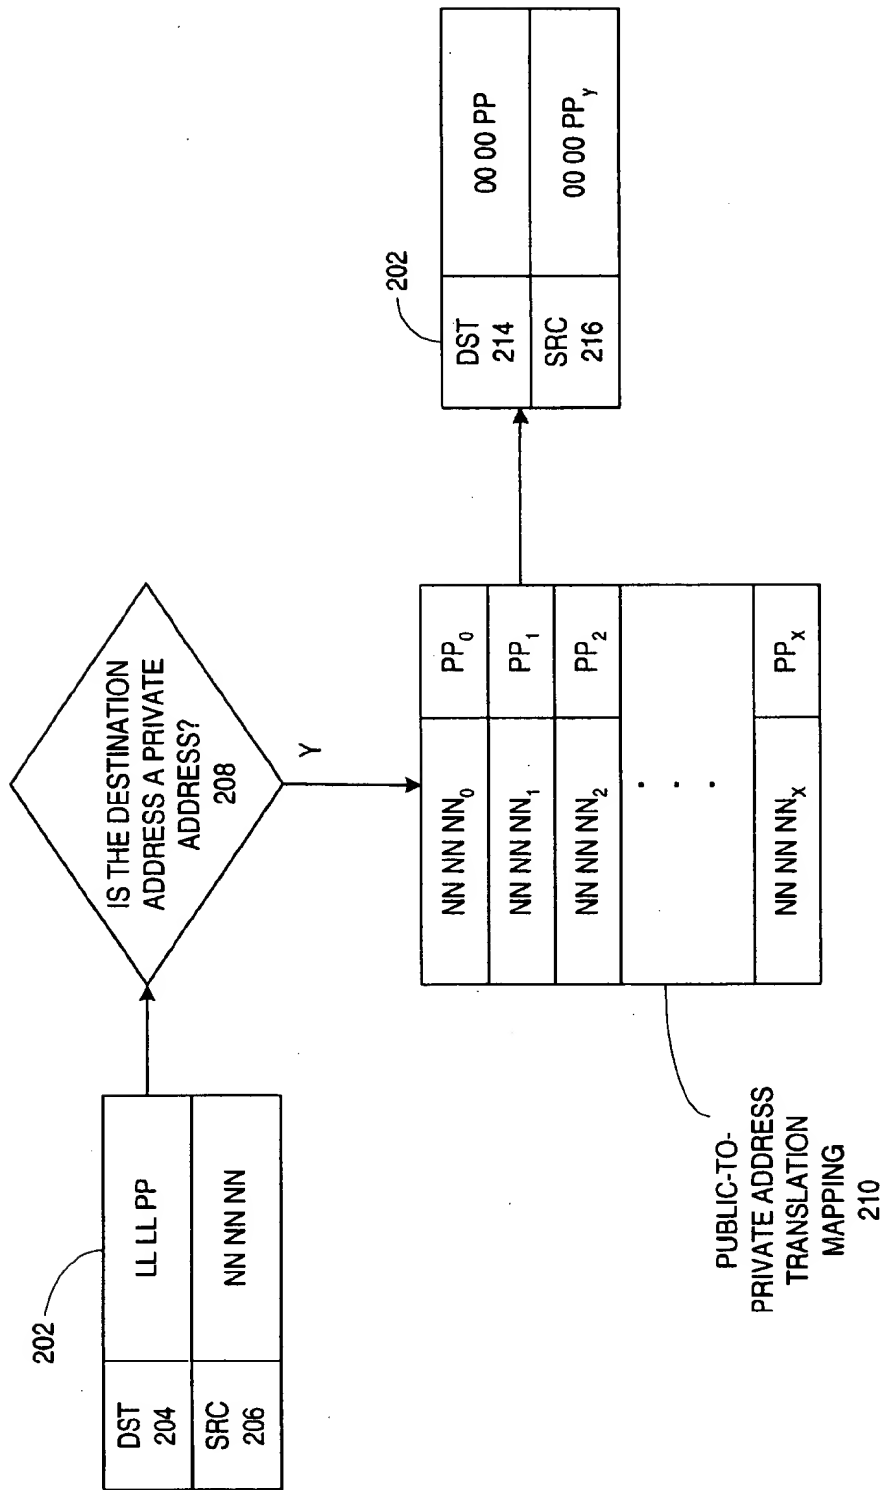 202
DST
204
LL LL PP
SRC
206
NN NN NN
IS THE DESTINATION
ADDRESS A PRIVATE
ADDRESS?
208
Y
NN NN NN0
PP0
NN NN NN1
PP1
NN NN NN2
PP2
. . .
NN NN NNX
PPX
PUBLIC-TO-
PRIVATE ADDRESS
TRANSLATION
MAPPING
210
202
DST
214
00 00 PP
SRC
216
00 00 PPy